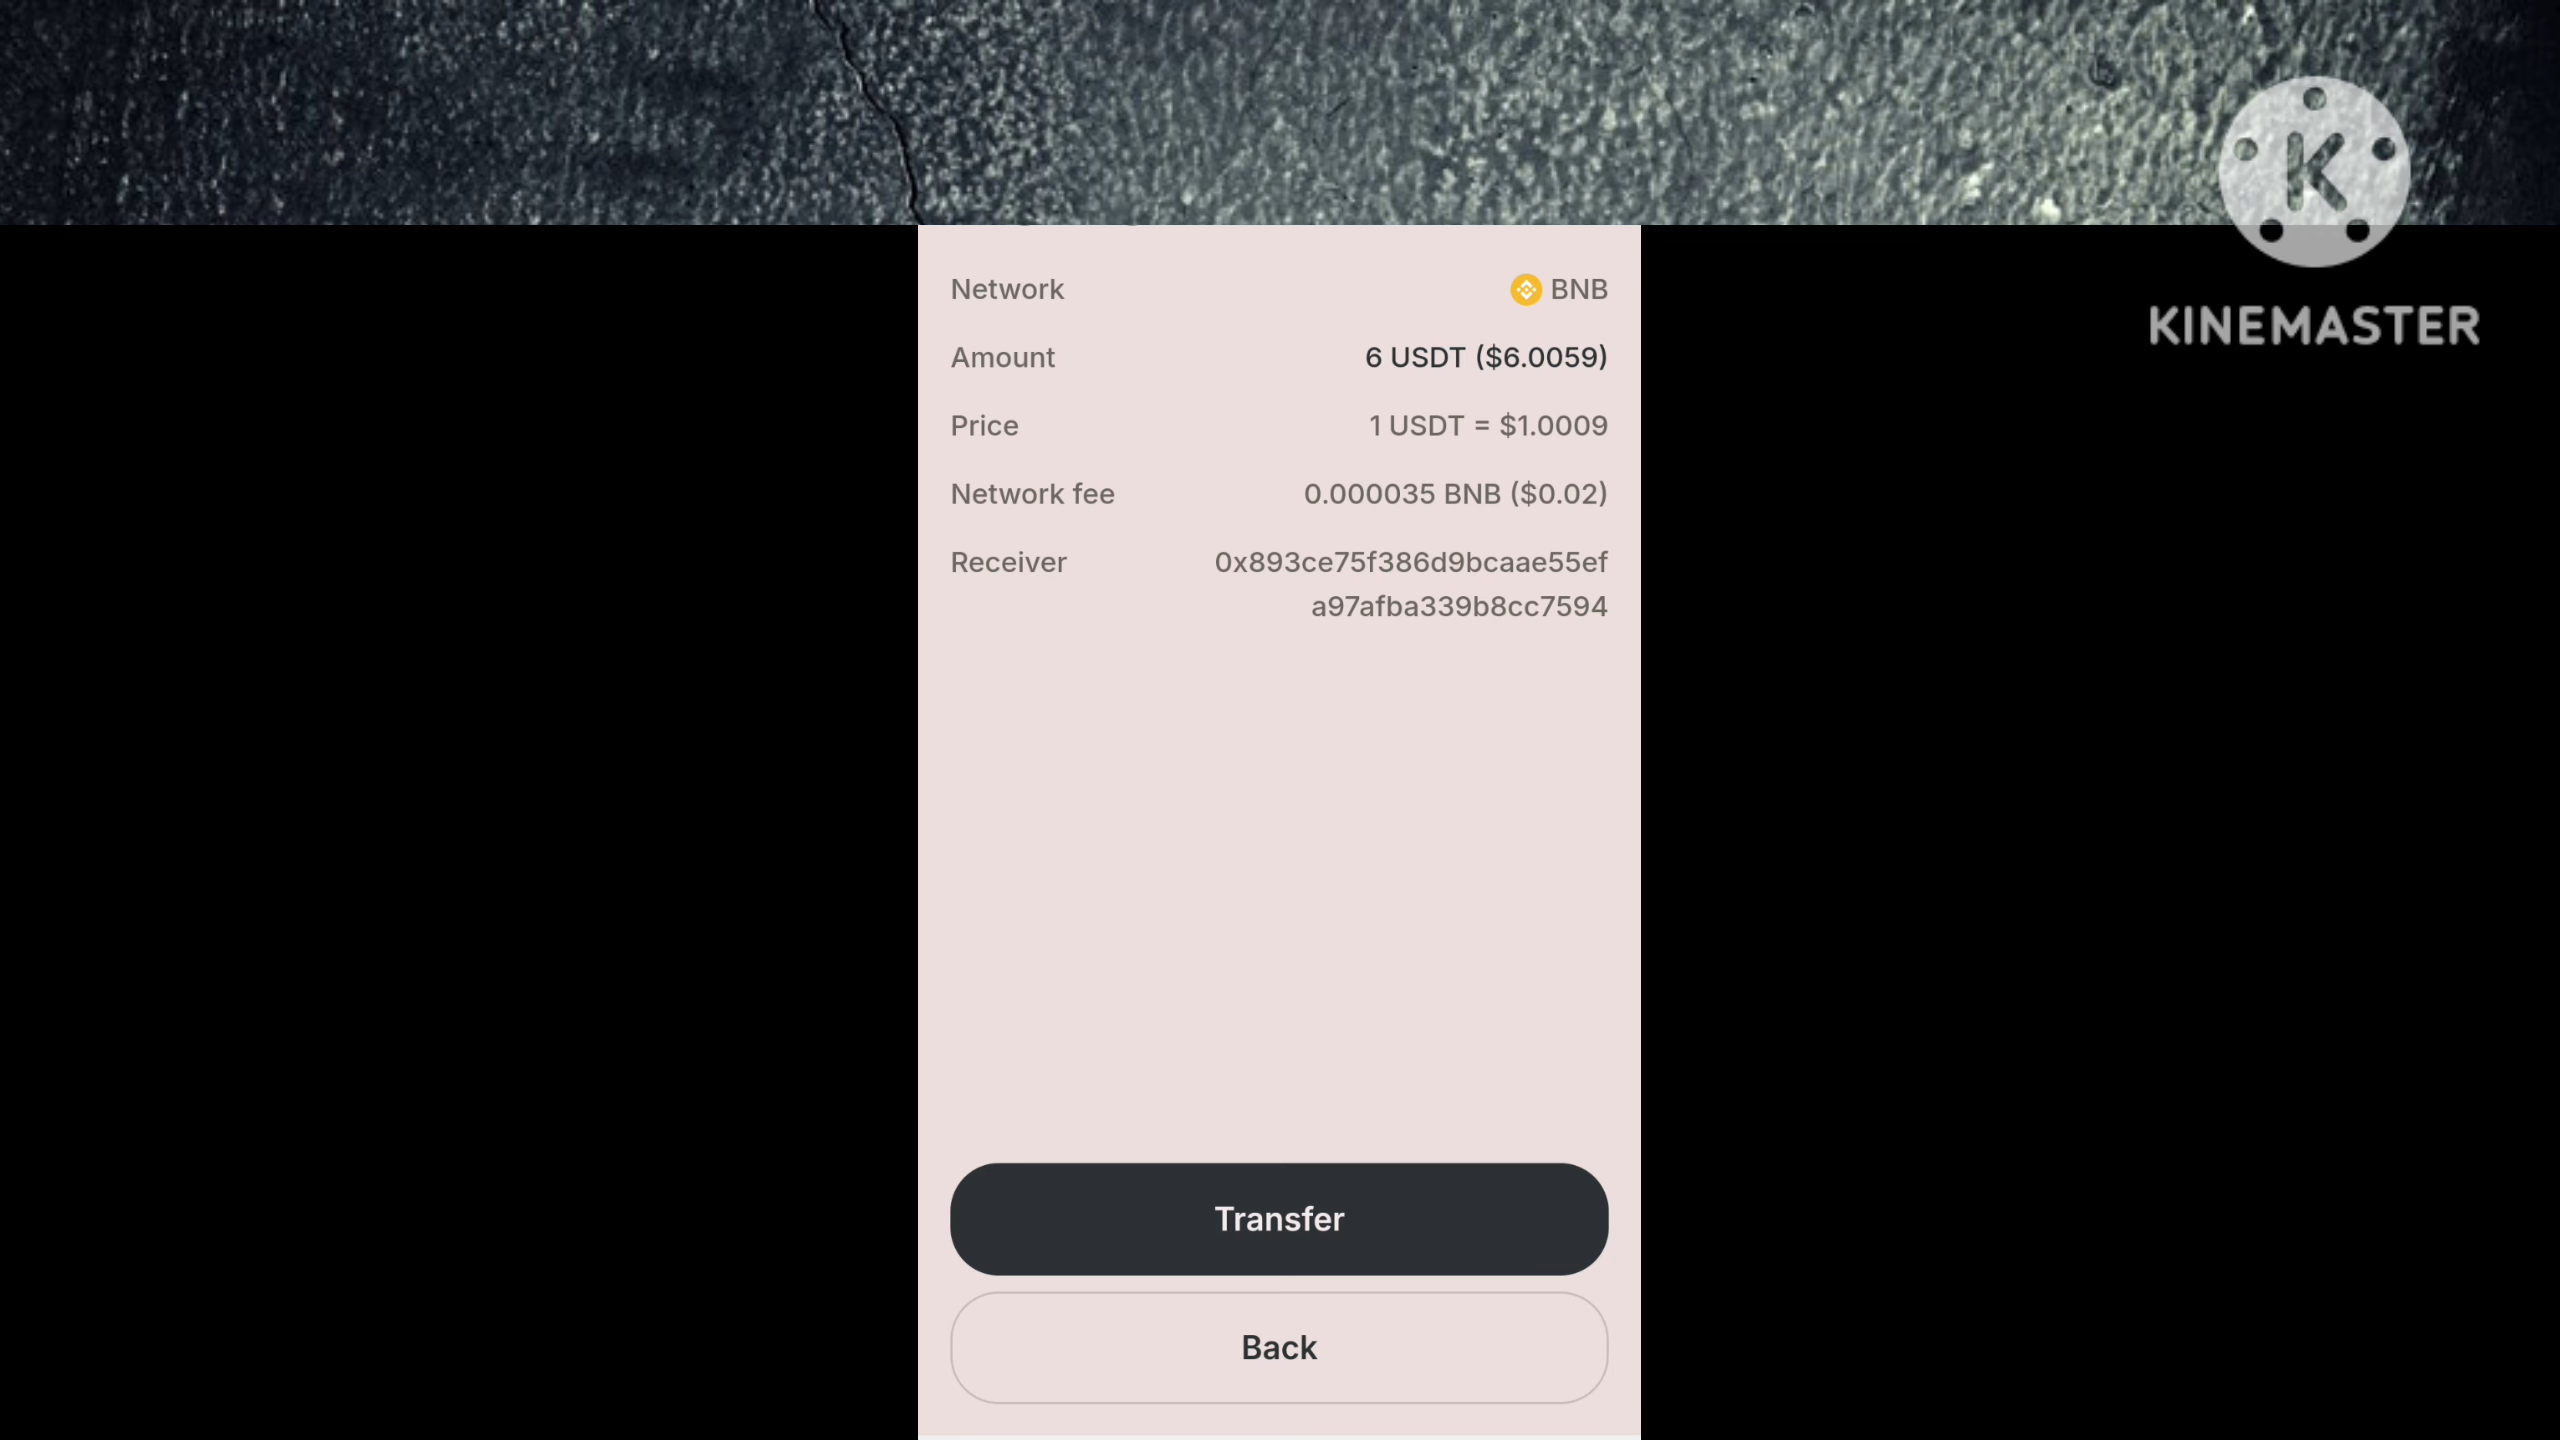 K
KINEMASTER
Network BNB
Amount 6 USDT ($6.0059)
Price 1 USDT = $1.0009
Network fee 0.000035 BNB ($0.02)
Receiver 0x893ce75f386d9bcaae55ef
a97afba339b8cc7594
Transfer
Back